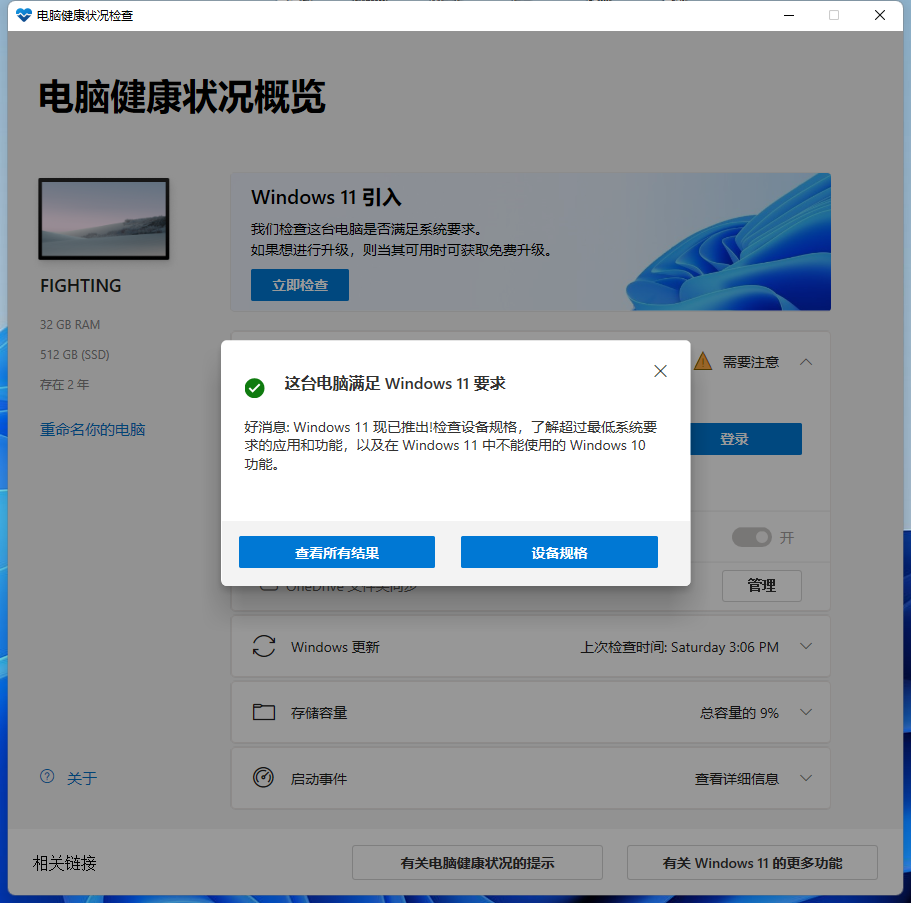 电脑健康状况检查
电脑健康状况概览
FIGHTING
32 GB RAM
512 GB (SSD)
存在 2 年
重命名你的电脑
Windows 11 引入
我们检查这台电脑是否满足系统要求。
如果想进行升级，则当其可用时可获取免费升级。
立即检查
需要注意
登录
这台电脑满足 Windows 11 要求
好消息: Windows 11 现已推出!检查设备规格，了解超过最低系统要
求的应用和功能，以及在 Windows 11 中不能使用的 Windows 10
功能。
查看所有结果
设备规格
开
OneDrive 文件夹同步
管理
Windows 更新
上次检查时间: Saturday 3:06 PM
存储容量
总容量的 9%
启动事件
查看详细信息
关于
相关链接
有关电脑健康状况的提示
有关 Windows 11 的更多功能